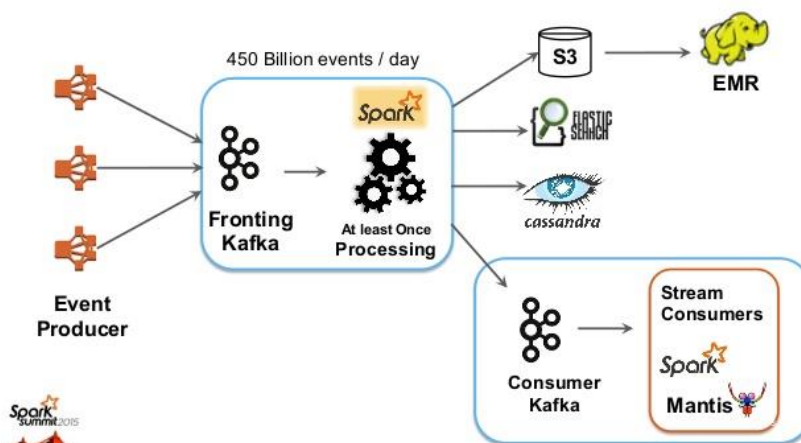 450 Billion events / day
S3
EMR
Spark
ELASTIC
SEARCH
cassandra
Fronting
Kafka
At least Once
Processing
Event
Producer
Consumer
Kafka
Stream
Consumers
Spark
Mantis
Spark
summit 2015